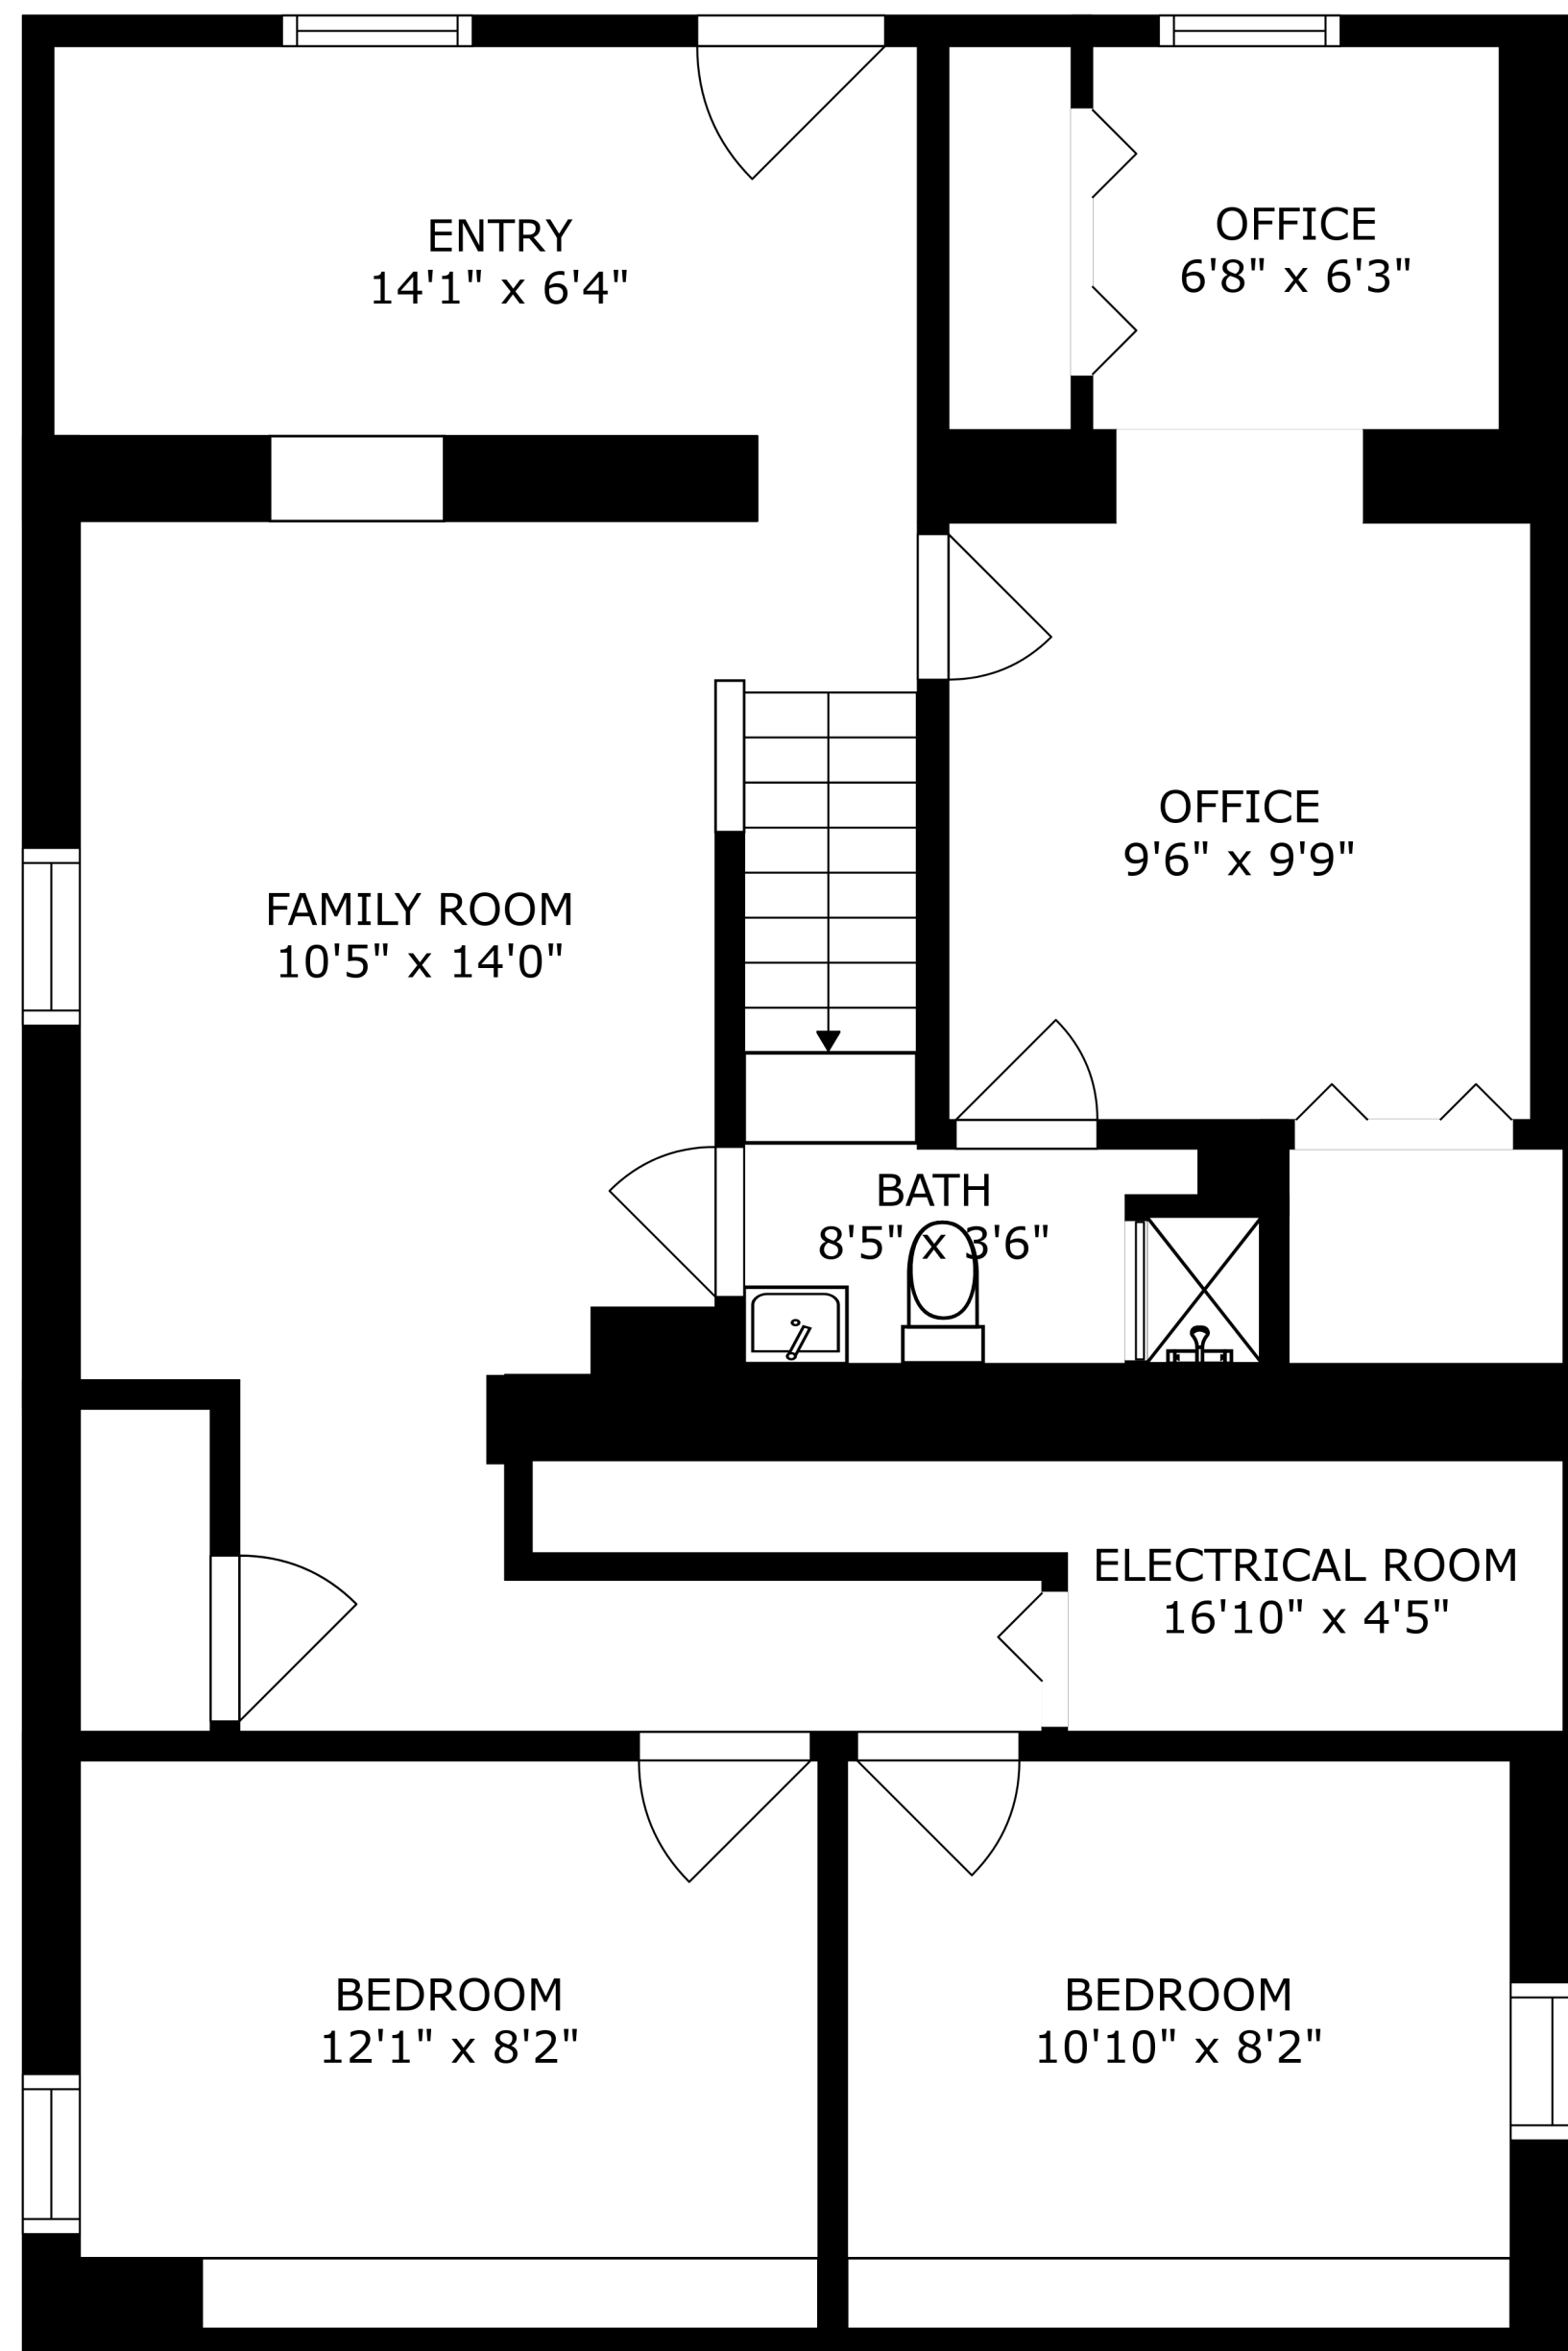 ENTRY
14'1" x 6'4"
OFFICE
6'8" x 6'3"
OFFICE
9'6" x 9'9"
FAMILY ROOM
10'5" x 14'0"
BATH
8'5" x 3'6"
ELECTRICAL ROOM
16'10" x 4'5"
BEDROOM
12'1" x 8'2"
BEDROOM
10'10" x 8'2"